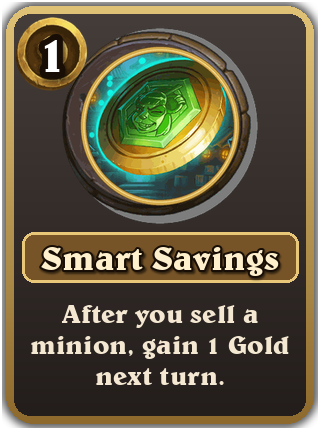 1
Smart Savings
After you sell a
minion, gain 1 Gold
next turn.